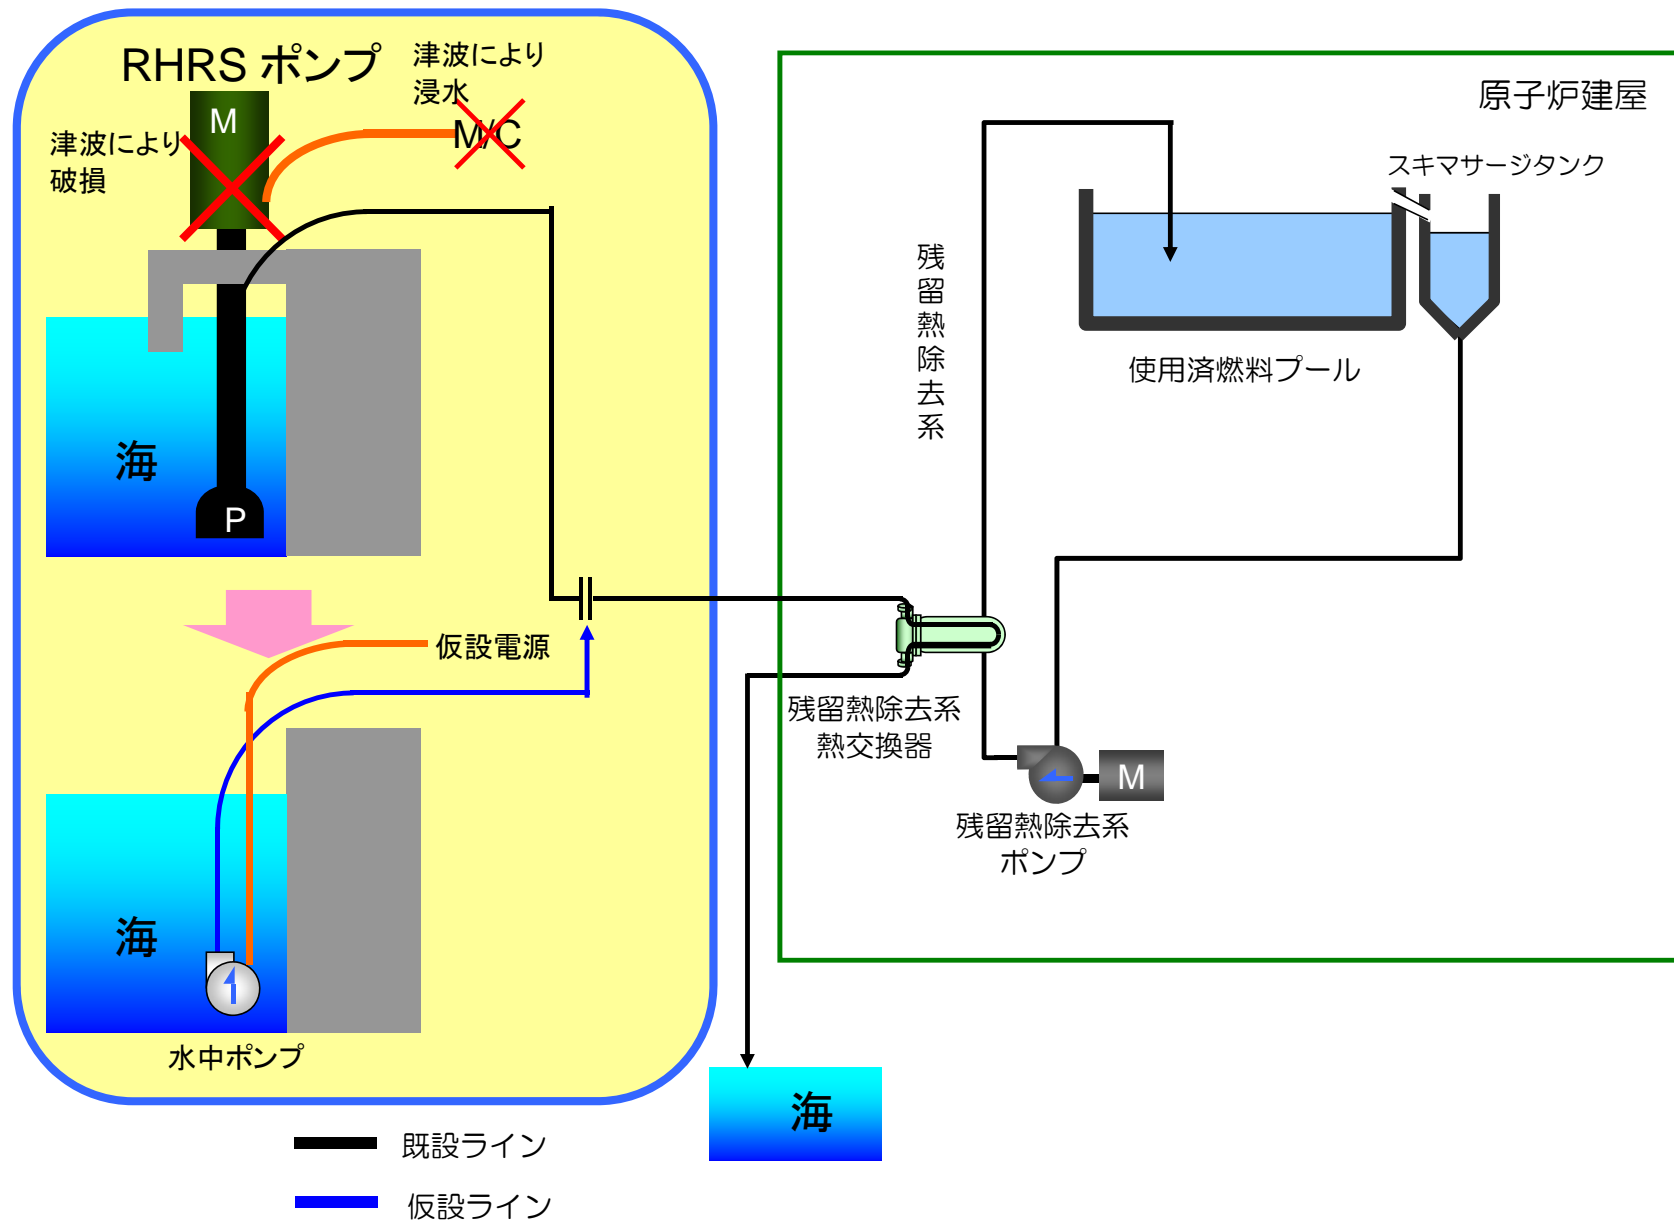 RHRS ポンプ
津波により
浸水
M
M/C
津波により
破損
海
P
仮設電源
海
水中ポンプ
既設ライン
仮設ライン
原子炉建屋
スキマサージタンク
残留熱除去系
使用済燃料プール
残留熱除去系
熱交換器
M
残留熱除去系
ポンプ
海